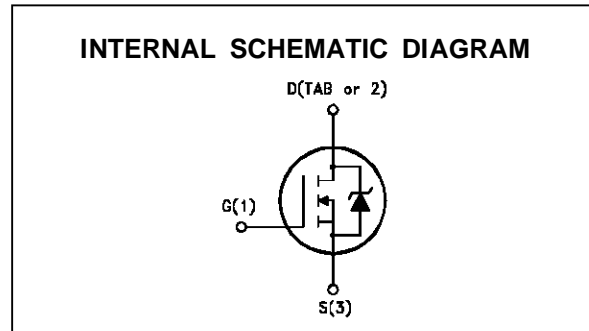 INTERNAL SCHEMATIC DIAGRAM
D(TAB or 2)
G(1)
S(3)